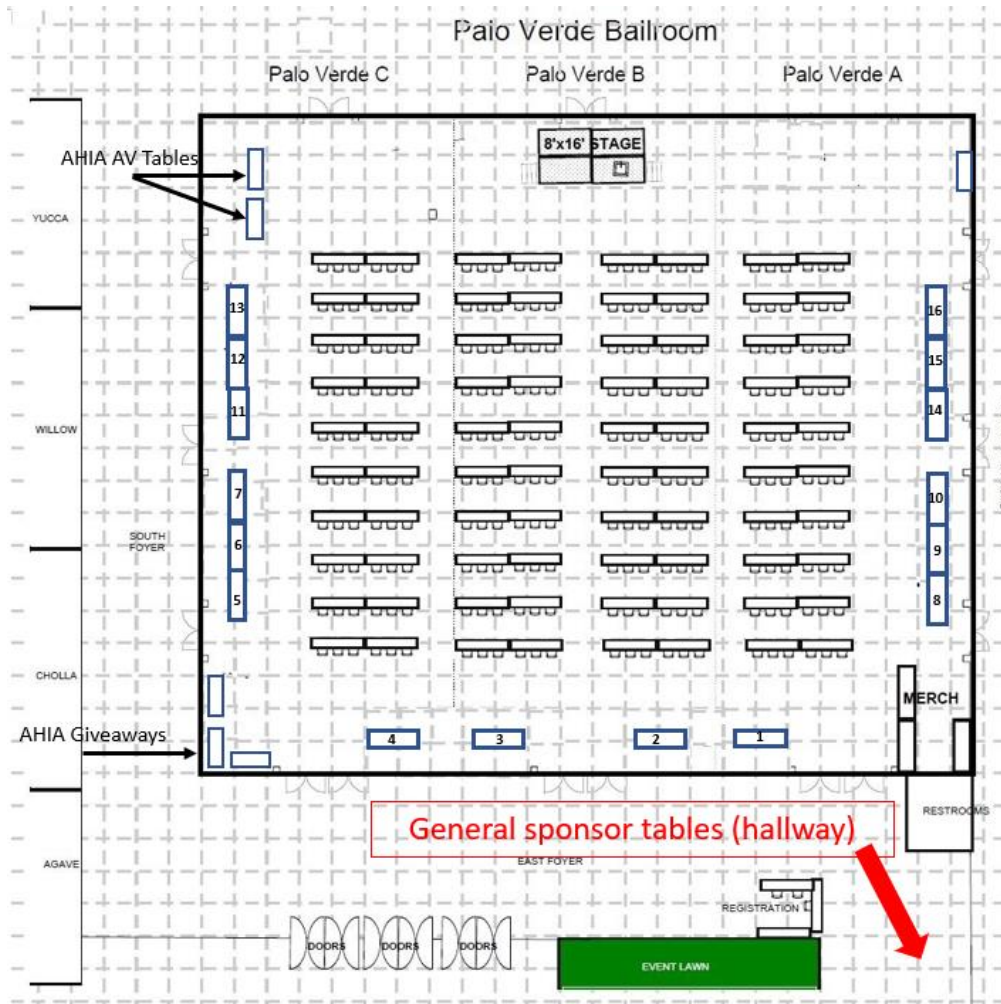 Palo Verde Ballroom
Palo Verde C
Palo Verde B
Palo Verde A
8'x16' STAGE
AHIA AV Tables
YUCCA
13
16
12
15
11
14
WILLOW
7
10
SOUTH
FOYER
6
9
5
8
CHOLLA
MERCH
AHIA Giveaways
4
3
2
1
RESTROOMS
General sponsor tables (hallway)
AGAVE
EAST FOYER
REGISTRATION
DOORS
DOORS
DOORS
EVENT LAWN